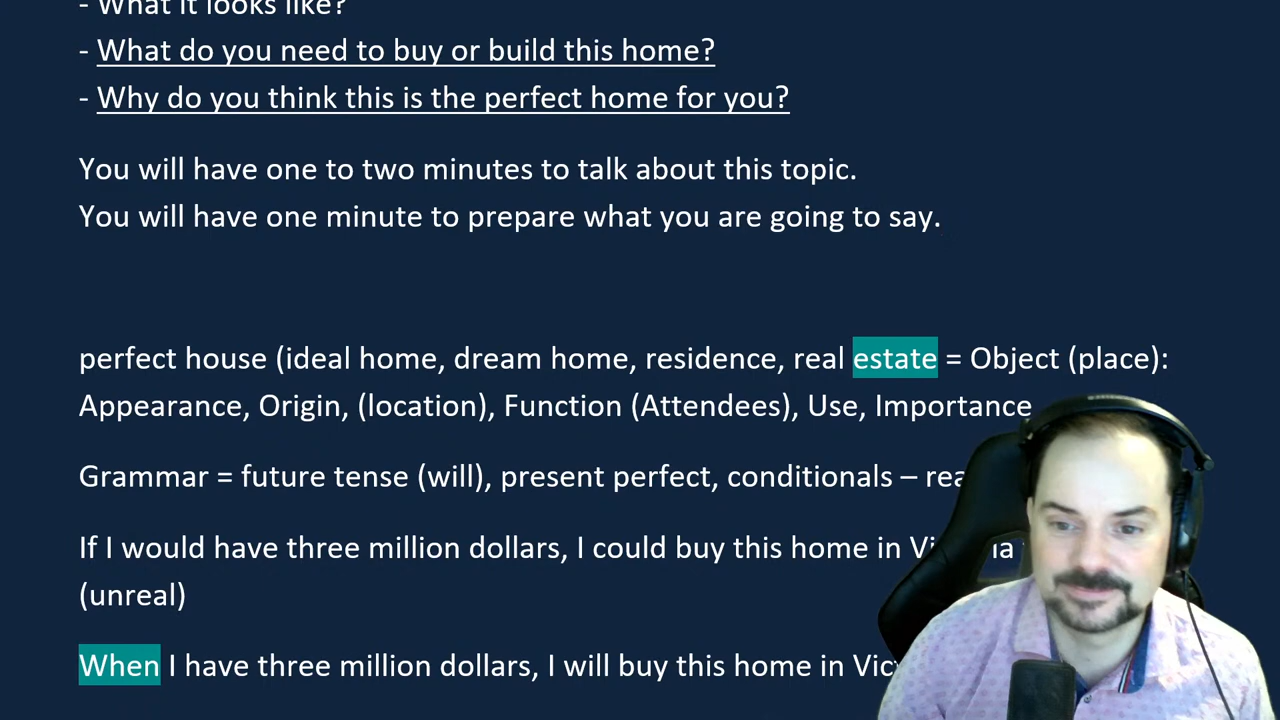 - What it looks like?
- What do you need to buy or build this home?
- Why do you think this is the perfect home for you?
You will have one to two minutes to talk about this topic.
You will have one minute to prepare what you are going to say.
perfect house (ideal home, dream home, residence, real estate = Object (place):
Appearance, Origin, (location), Function (Attendees), Use, Importance
Grammar = future tense (will), present perfect, conditionals –
If I would have three million dollars, I could buy this home in
(unreal)
When I have three million dollars, I will buy this home in